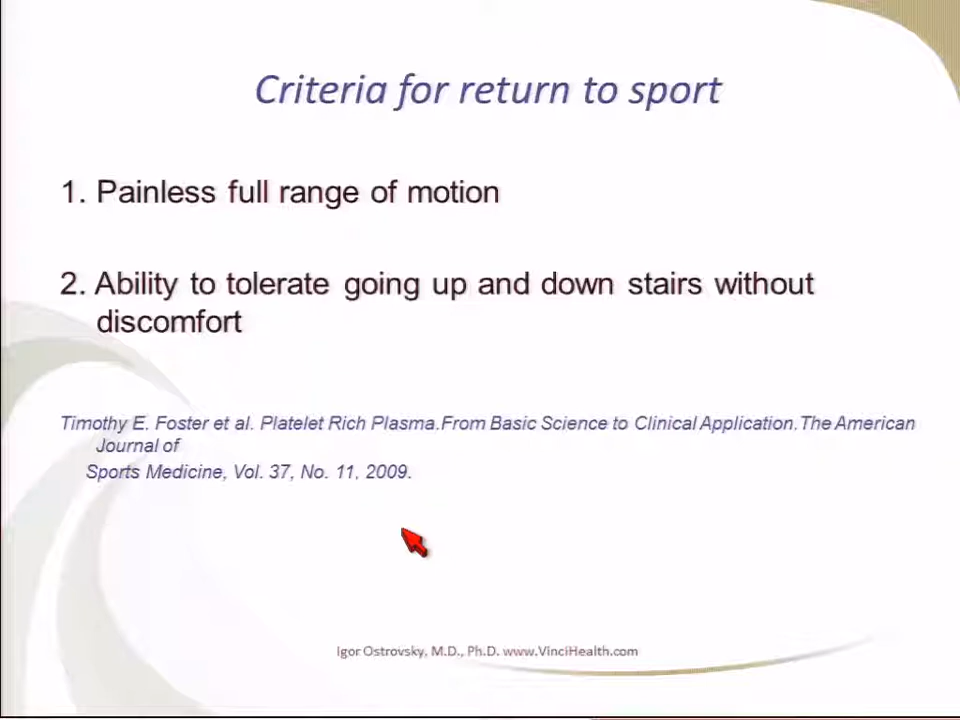 Criteria for return to sport
1. Painless full range of motion
2. Ability to tolerate going up and down stairs without
discomfort
Timothy E. Foster et al. Platelet Rich Plasma.From Basic Science to Clinical Application.The American
Journal of
Sports Medicine, Vol. 37, No. 11, 2009.
Igor Ostrovsky, M.D., Ph.D. www.VinciHealth.com